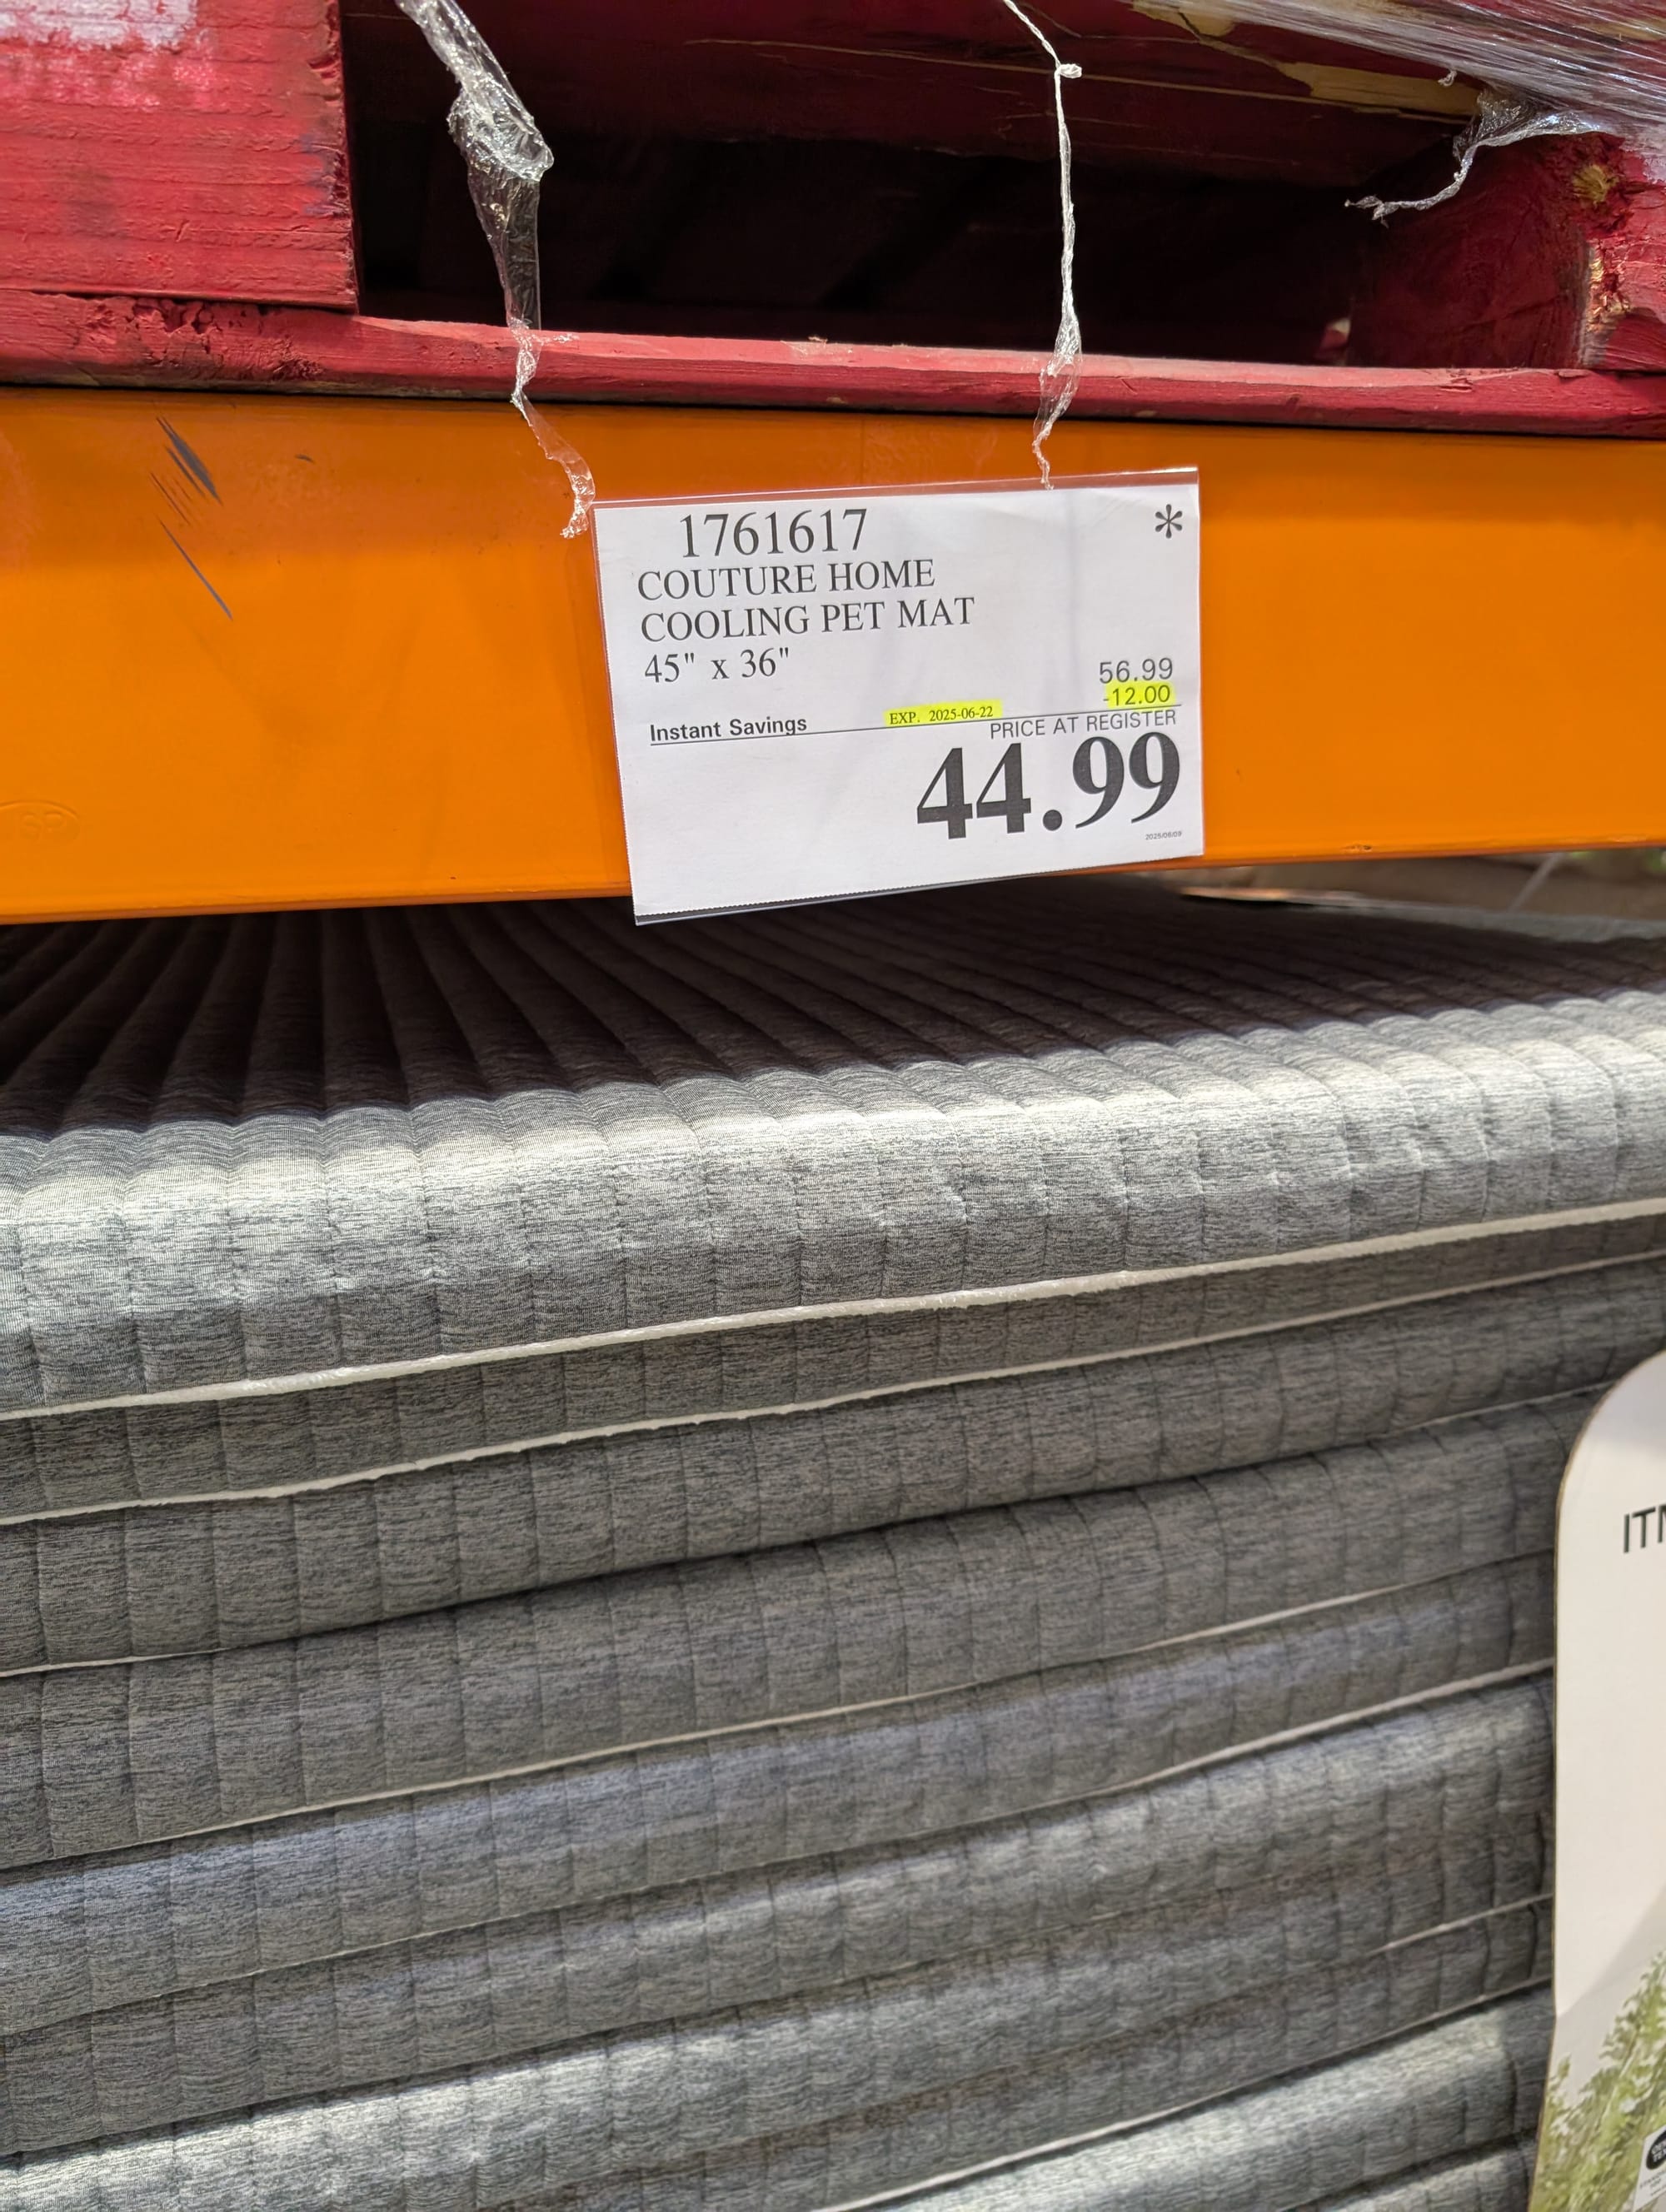 1761617 *
COUTURE HOME
COOLING PET MAT
45" x 36"
56.99
-12.00
Instant Savings EXP. 2025-06-22
PRICE AT REGISTER
44.99
2025/06/09